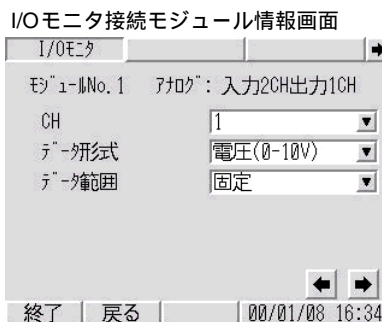 I/Oモニタ接続モジュール情報画面
I/Oﾓﾆﾀ
ﾓｼﾞｭｰﾙNo.1 ｱﾅﾛｸﾞ: 入力2CH出力1CH
CH 1
ﾃﾞｰﾀ形式 電圧(0-10V)
ﾃﾞｰﾀ範囲 固定
終了 戻る 00/01/08 16:34